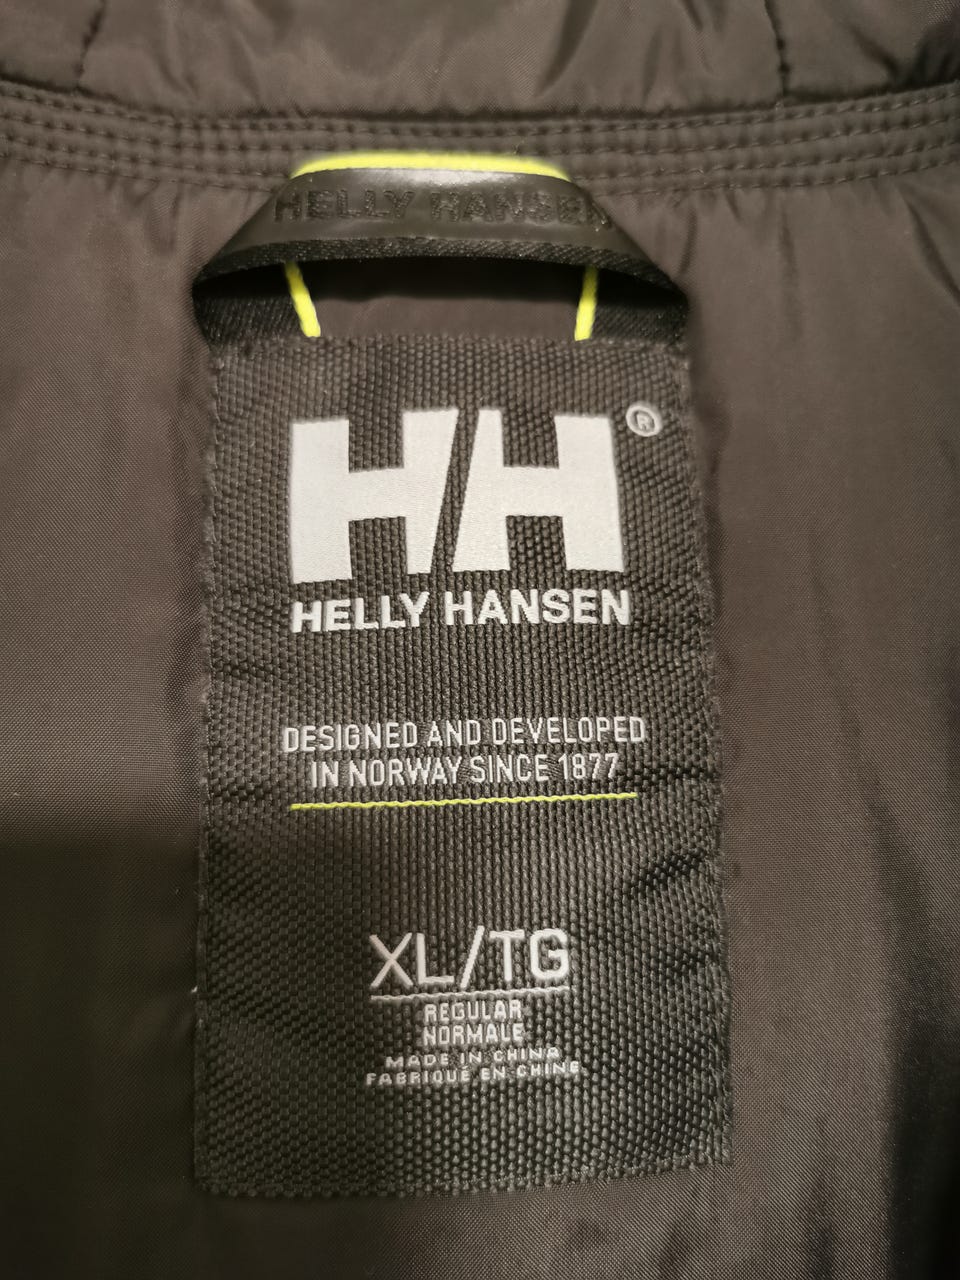 HELLY HANSEN
HH®
HELLY HANSEN
DESIGNED AND DEVELOPED
IN NORWAY SINCE 1877
XL/TG
REGULAR
NORMALE
MADE IN CHINA
FABRIQUÉ EN CHINE